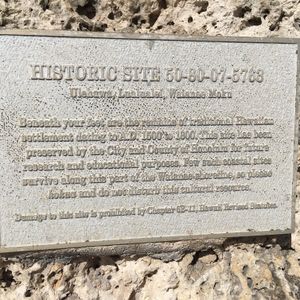 HISTORIC SITE 50-80-07-5763
Ulehawa, Lualualei, Waianae Moku
Beneath your feet are the remains of traditional Hawaiian
settlement dating to A.D. 1500 to 1800. This site has been
preserved by the City and County of Honolulu for future
research and educational purposes. Few such coastal sites
survive along this part of the Waianae shoreline, so please
kokua and do not disturb this cultural resource.
Damage to this site is prohibited by Chapter 6E-11, Hawaii Revised Statutes.